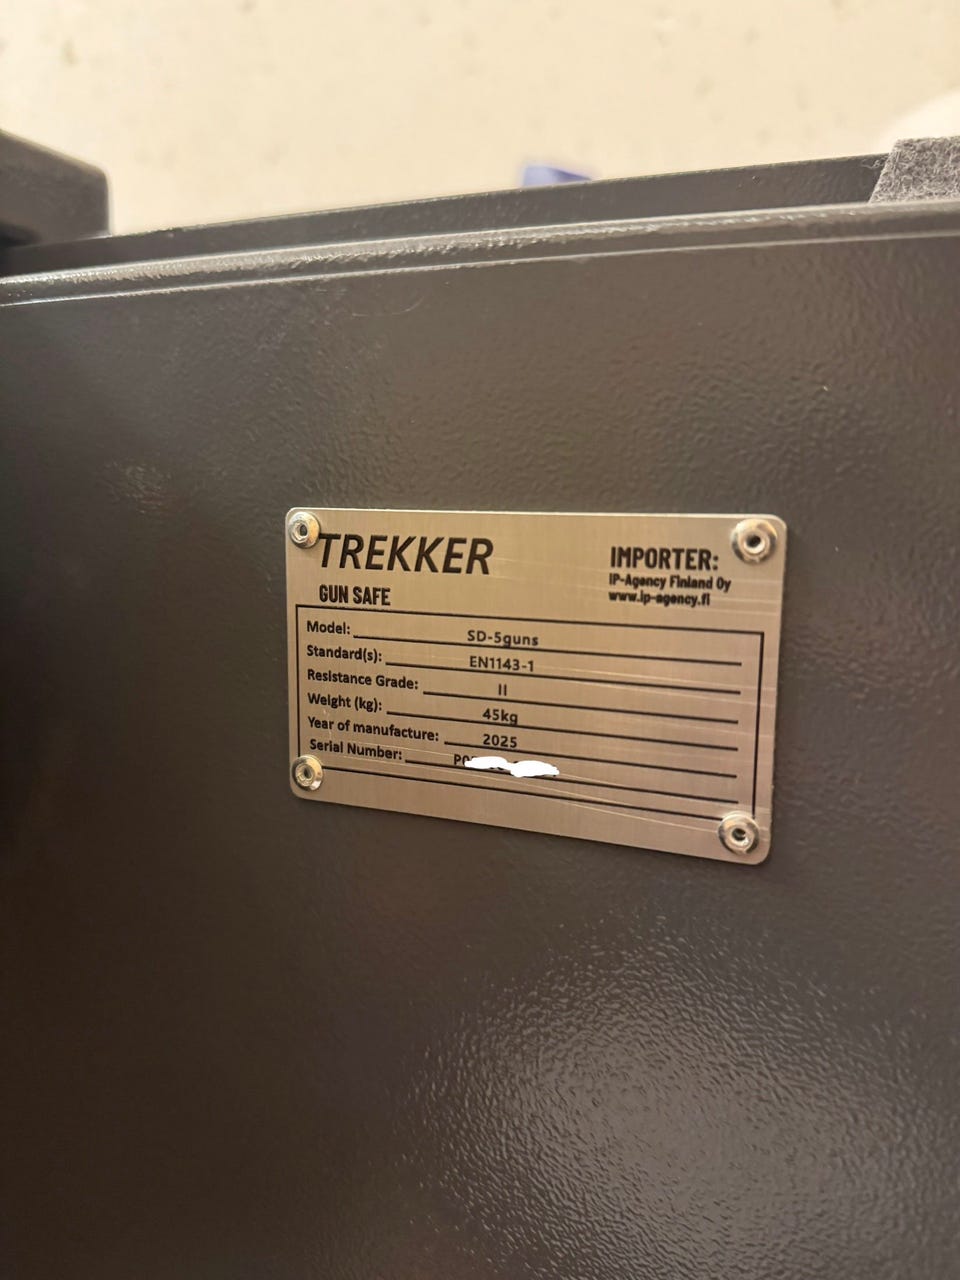 TREKKER
GUN SAFE
IMPORTER:
IP-Agency Finland Oy
www.ip-agency.fi
Model: SD-5guns
Standard(s): EN1143-1
Resistance Grade: II
Weight (kg): 45kg
Year of manufacture: 2025
Serial Number: